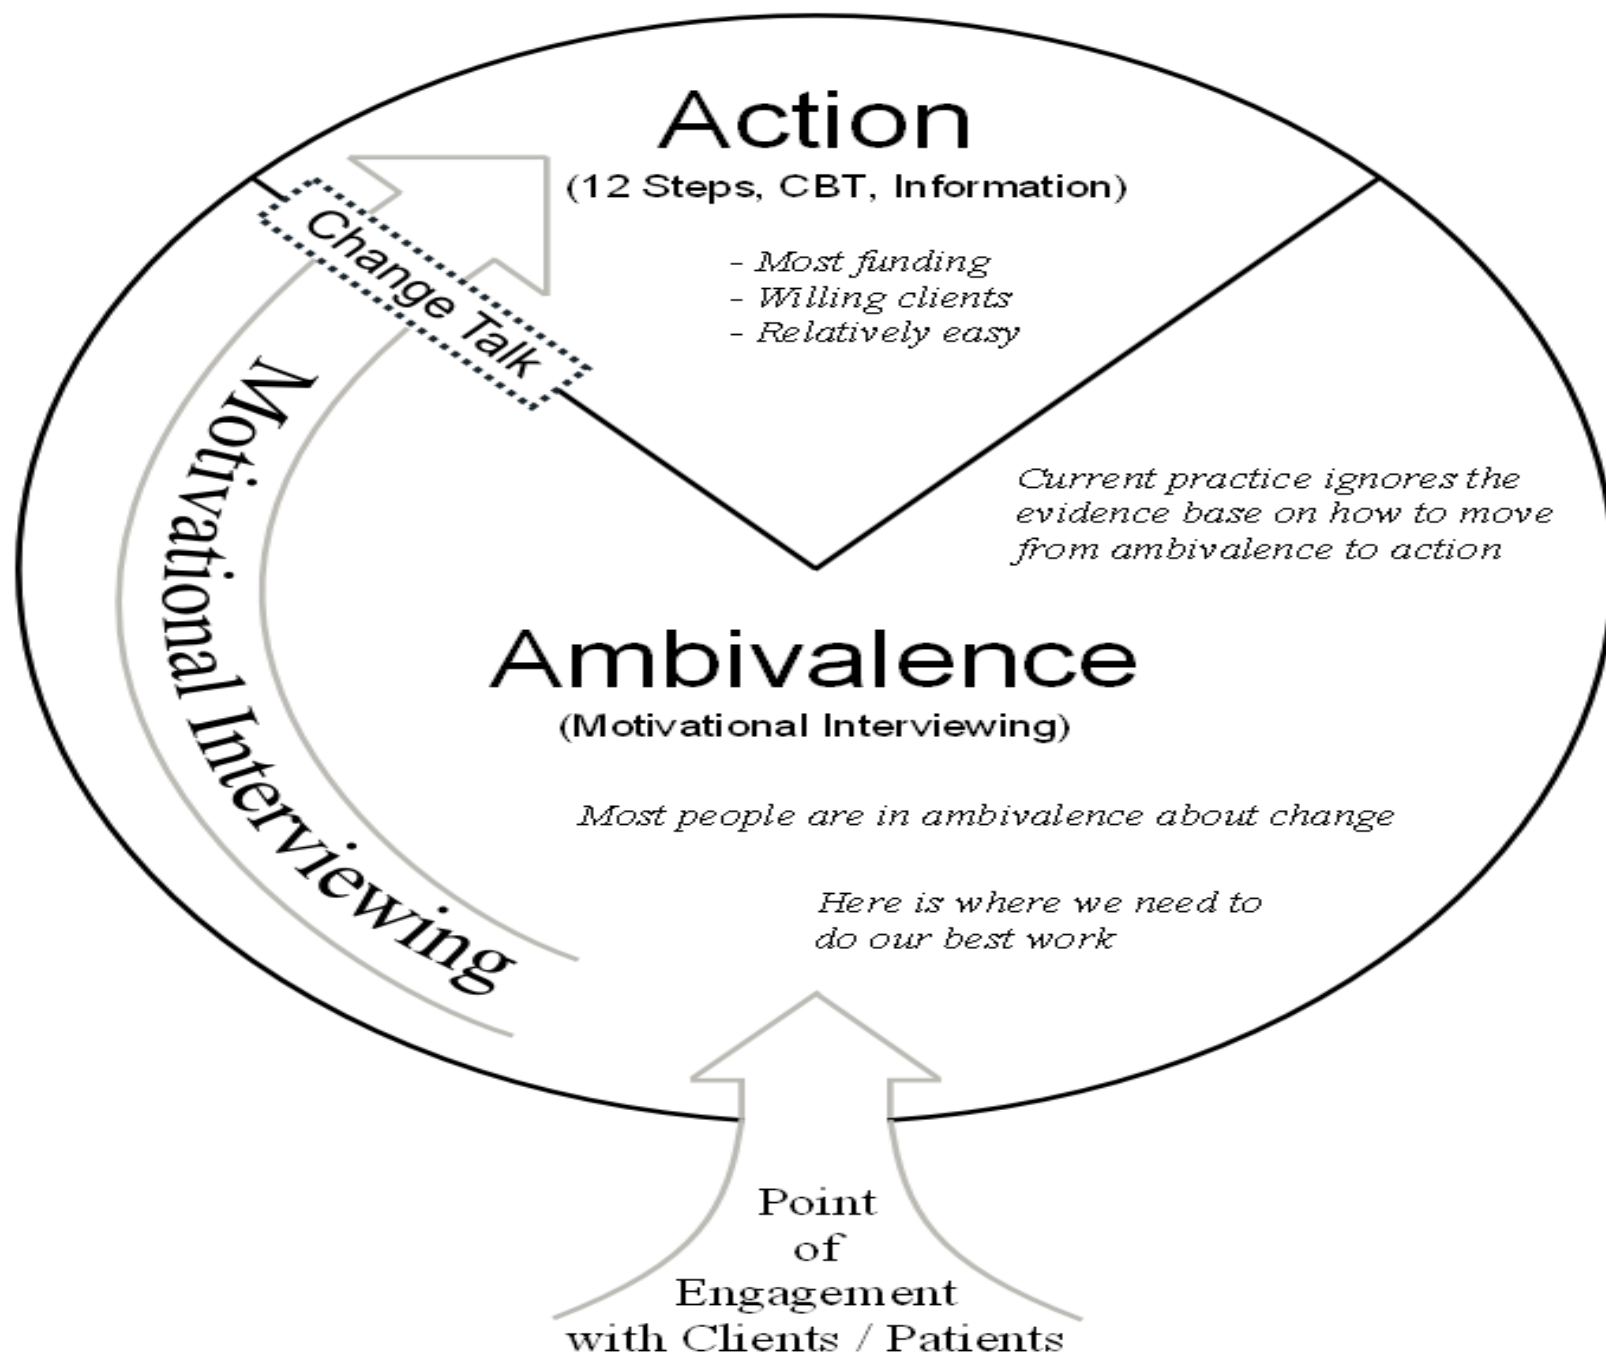 Action
(12 Steps, CBT, Information)
- Most funding
- Willing clients
- Relatively easy
Change Talk
Motivational Interviewing
Current practice ignores the
evidence base on how to move
from ambivalence to action
Ambivalence
(Motivational Interviewing)
Most people are in ambivalence about change
Here is where we need to
do our best work
Point
of
Engagement
with Clients / Patients